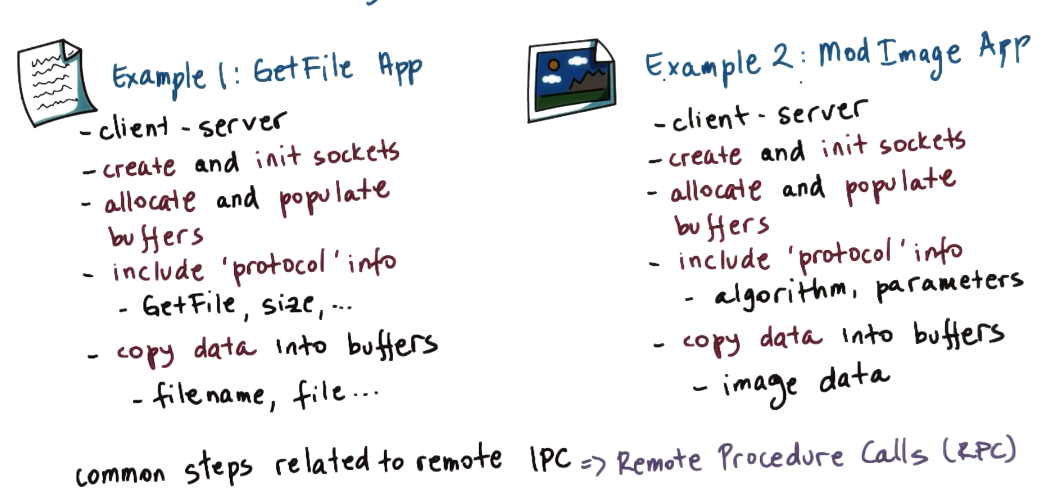 Example 1: GetFile App
- client - server
- create and init sockets
- allocate and populate
buffers
- include 'protocol' info
- GetFile, size, ...
- copy data into buffers
- filename, file...
Example 2: Mod Image App
- client - server
- create and init sockets
- allocate and populate
buffers
- include 'protocol' info
- algorithm, parameters
- copy data into buffers
- image data
common steps related to remote IPC => Remote Procedure Calls (RPC)